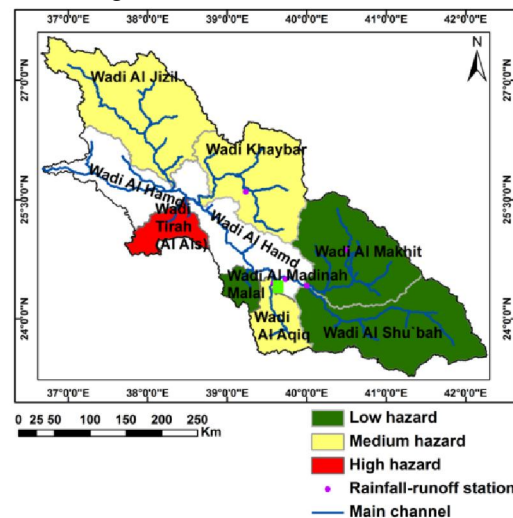 37°0'0"E 38°0'0"E 39°0'0"E 40°0'0"E 41°0'0"E 42°0'0"E
N
27°0'0"N
27°0'0"N
Wadi Al Jizil
Wadi Khaybar
25°30'0"N
25°30'0"N
Wadi Al Hamd
Wadi
Tirah
(Al Ais)
Wadi Al Hamd
Wadi Al Makhit
Wadi Al Madinah
Malal
Wadi
Al Aqiq
Wadi Al Shu`bah
24°0'0"N
24°0'0"N
37°0'0"E 38°0'0"E 39°0'0"E 40°0'0"E 41°0'0"E 42°0'0"E
0 25 50 100 150 200 250
Km
Low hazard
Medium hazard
High hazard
Rainfall-runoff station
Main channel